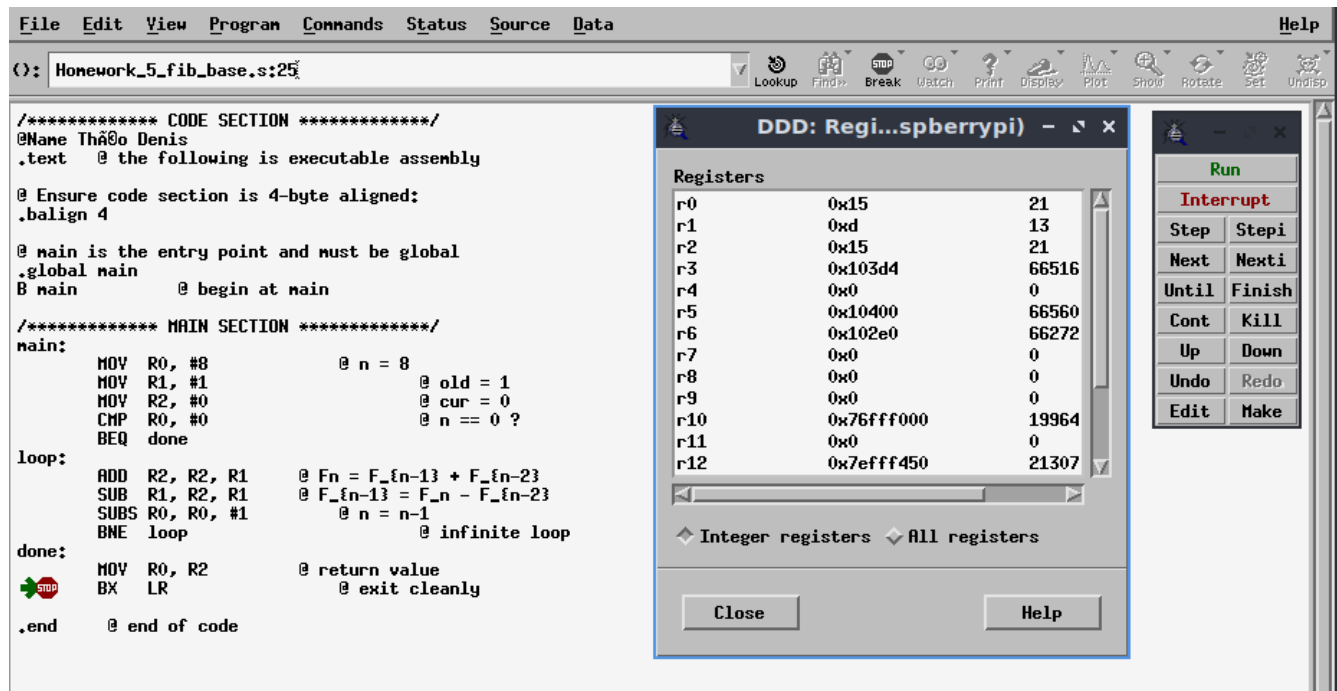 File Edit View Program Commands Status Source Data Help
(): Homework_5_fib_base.s:25
Lookup Find» Break Watch Print Display Plot Show Rotate Set Undisp
STOP
/************* CODE SECTION *************/
@Name ThÃ©o Denis
.text @ the following is executable assembly
@ Ensure code section is 4-byte aligned:
.balign 4
@ main is the entry point and must be global
.global main
B main @ begin at main
/************* MAIN SECTION *************/
main:
MOV R0, #8 @ n = 8
MOV R1, #1 @ old = 1
MOV R2, #0 @ cur = 0
CMP R0, #0 @ n == 0 ?
BEQ done
loop:
ADD R2, R2, R1 @ Fn = F_{n-1} + F_{n-2}
SUB R1, R2, R1 @ F_{n-1} = F_n - F_{n-2}
SUBS R0, R0, #1 @ n = n-1
BNE loop @ infinite loop
done:
MOV R0, R2 @ return value
STOP BX LR @ exit cleanly
.end @ end of code
DDD: Regi...spberrypi)
Registers
r0 0x15 21
r1 0xd 13
r2 0x15 21
r3 0x103d4 66516
r4 0x0 0
r5 0x10400 66560
r6 0x102e0 66272
r7 0x0 0
r8 0x0 0
r9 0x0 0
r10 0x76fff000 19964
r11 0x0 0
r12 0x7efff450 21307
Integer registers All registers
Close Help
Run
Interrupt
Step Stepi
Next Nexti
Until Finish
Cont Kill
Up Down
Undo Redo
Edit Make